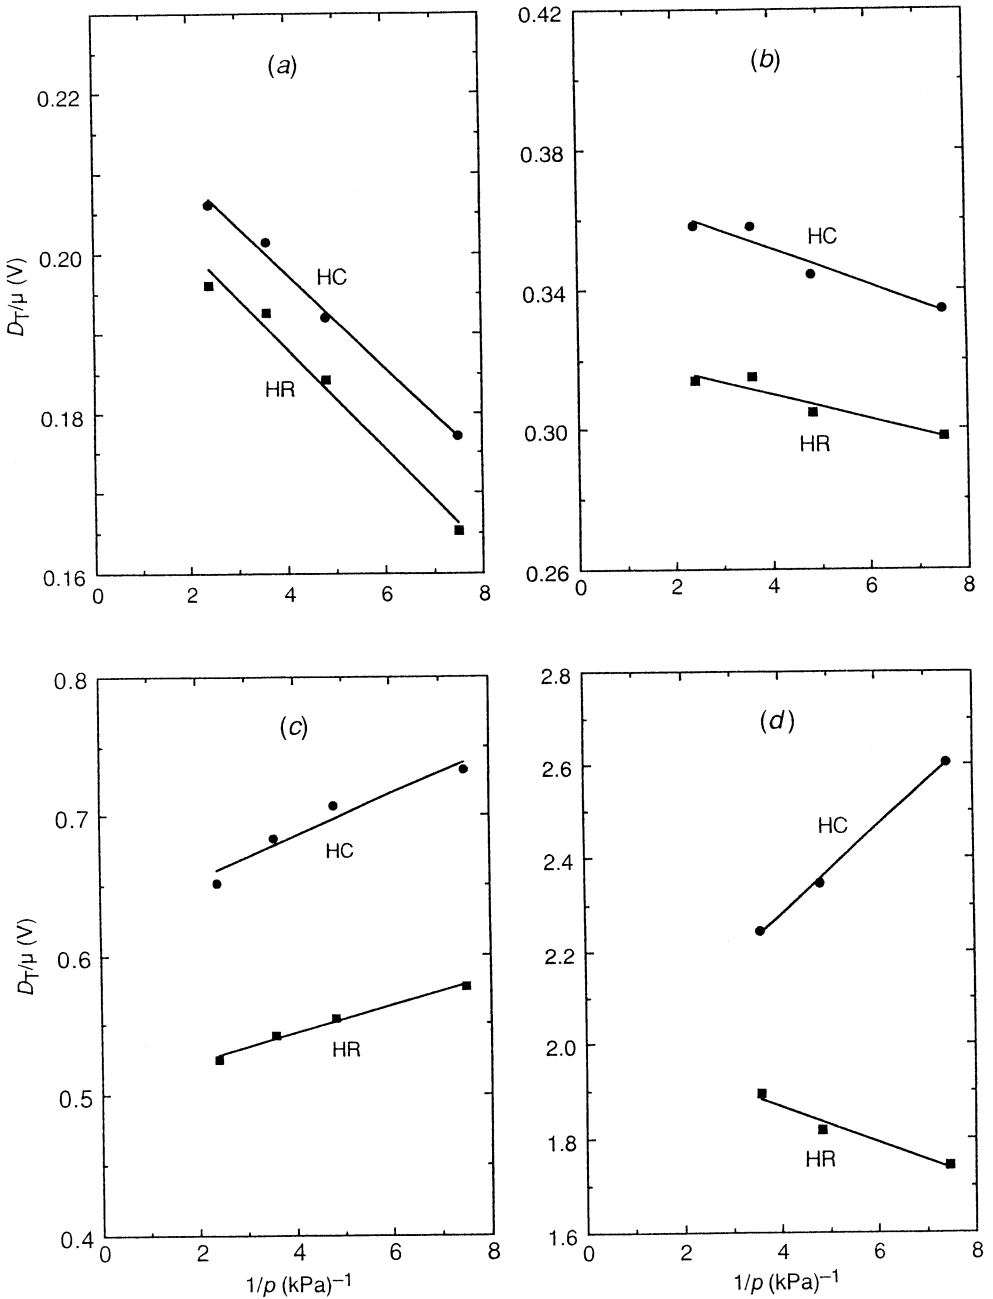 (a)
0.22
0.20
0.18
0.16
D_T/µ (V)
HC
HR
0 2 4 6 8
(b)
0.42
0.38
0.34
0.30
0.26
HC
HR
0 2 4 6 8
(c)
0.8
0.7
0.6
0.5
0.4
D_T/µ (V)
HC
HR
0 2 4 6 8
1/p (kPa)⁻¹
(d)
2.8
2.6
2.4
2.2
2.0
1.8
1.6
HC
HR
0 2 4 6 8
1/p (kPa)⁻¹